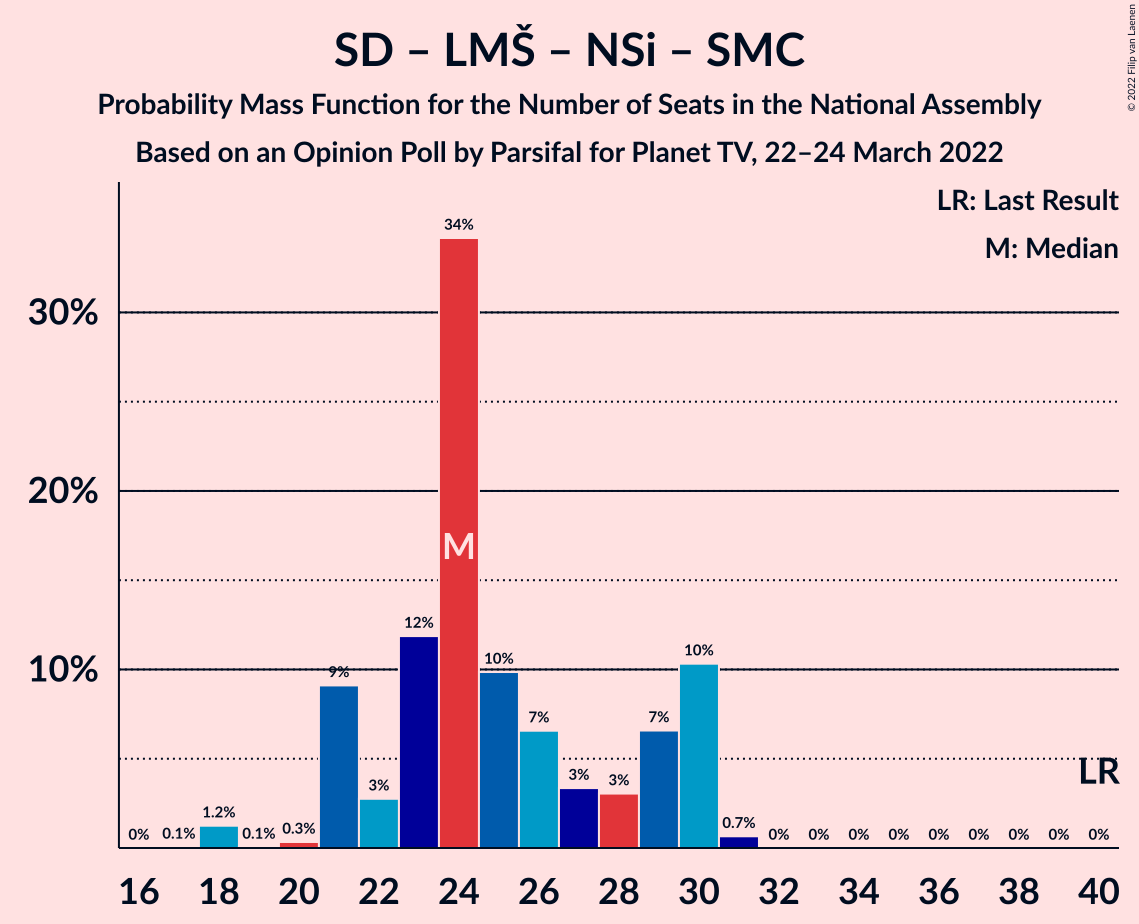 SD – LMŠ – NSi – SMC
Probability Mass Function for the Number of Seats in the National Assembly
Based on an Opinion Poll by Parsifal for Planet TV, 22–24 March 2022
© 2022 Filip van Laenen
LR: Last Result
M: Median
30%
20%
10%
0% 0.1% 1.2% 0.1% 0.3% 9% 3% 12% 34% 10% 7% 3% 3% 7% 10% 0.7% 0% 0% 0% 0% 0% 0% 0% 0% 0%
M
LR
16 18 20 22 24 26 28 30 32 34 36 38 40